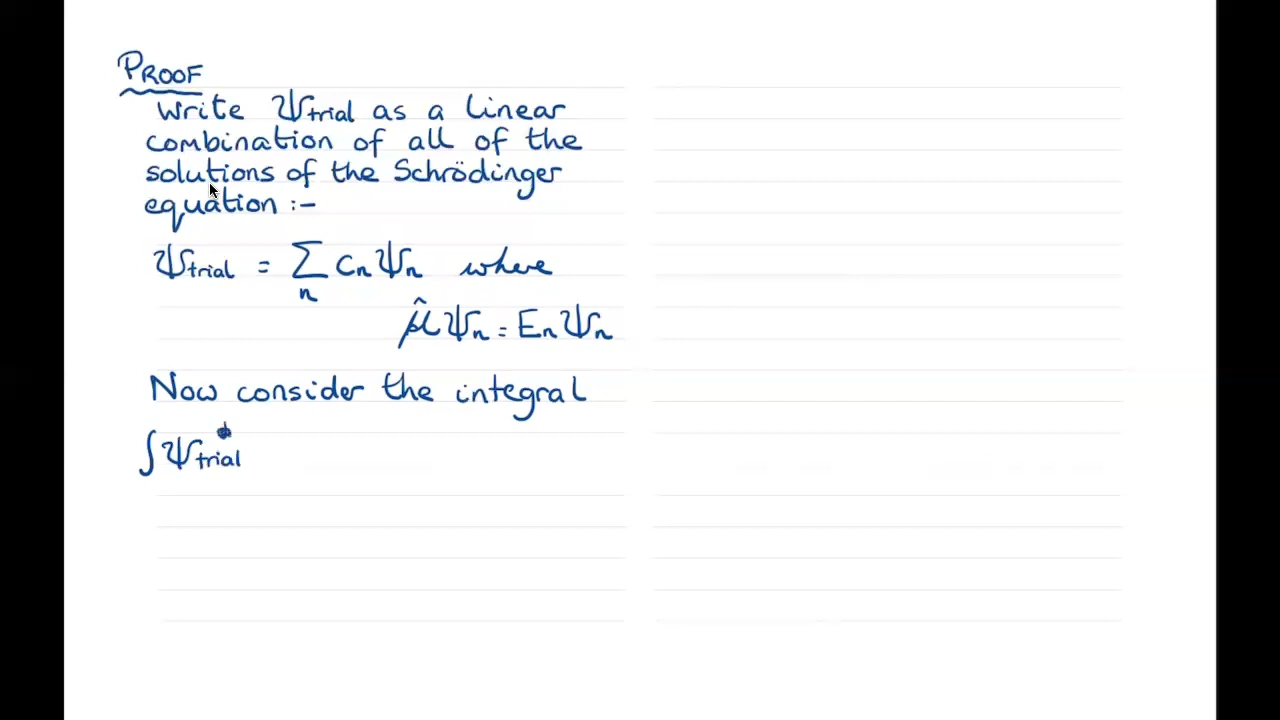 PROOF
Write Ψtrial as a linear
combination of all of the
solutions of the Schrödinger
equation :-
Ψtrial = ∑ₙ CₙΨₙ where
ĤΨₙ = EₙΨₙ
Now consider the integral
∫Ψ*trial